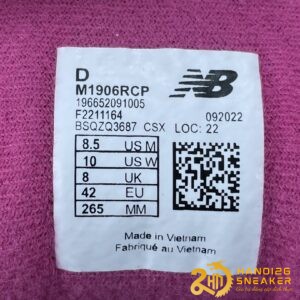 D
M1906RCP
196652091005
F2211164
092022
BSQZQ3687 CSX LOC: 22
8.5 US M
10 US W
8 UK
42 EU
265 MM
Made in Vietnam
Fabriqué au Vietnam
HANOI2G
SNEAKER